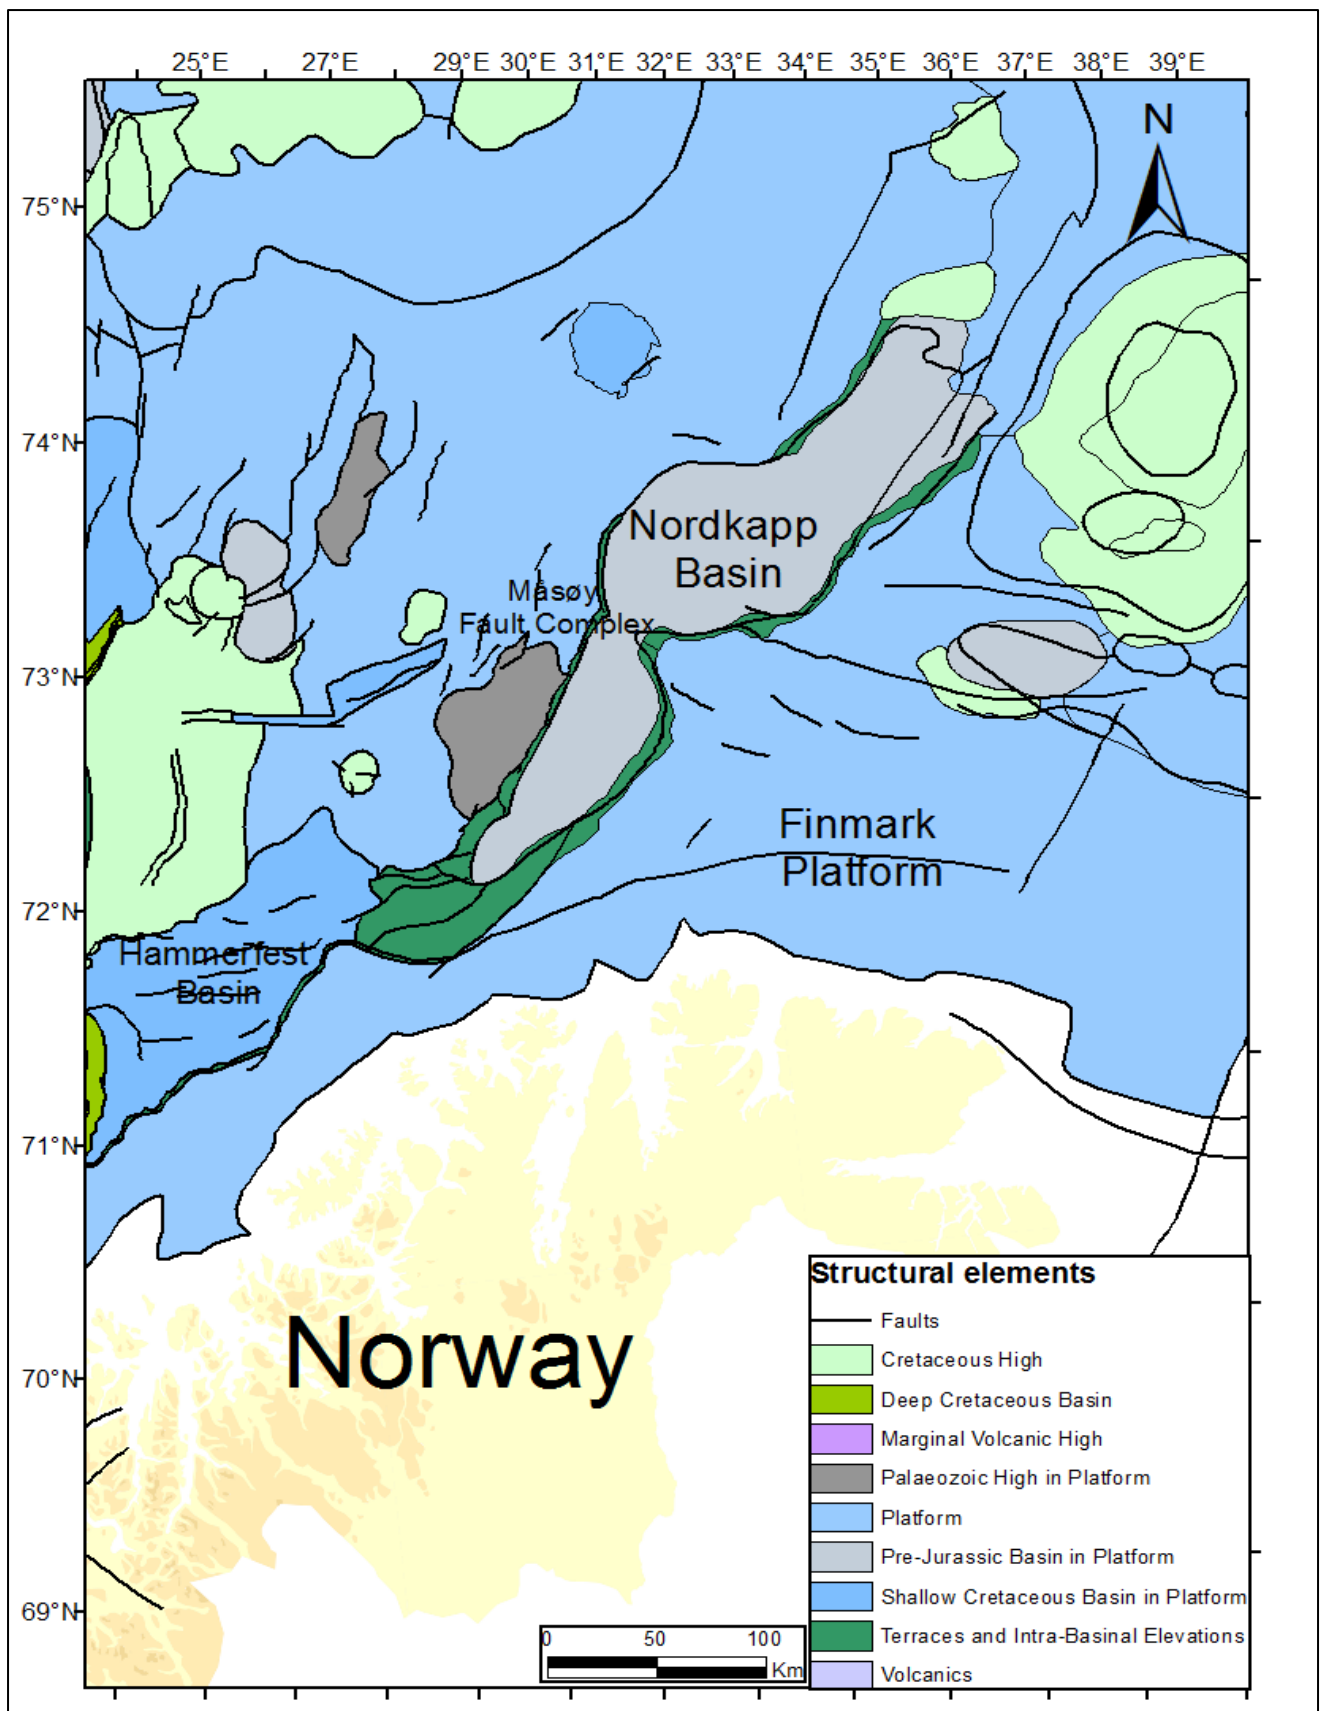 25°E 27°E 29°E 30°E 31°E 32°E 33°E 34°E 35°E 36°E 37°E 38°E 39°E
N
75°N
74°N
Nordkapp
Basin
Måsøy
Fault Complex
73°N
Finmark
Platform
72°N
Hammerfest
Basin
71°N
Norway
70°N
69°N
Structural elements
Faults
Cretaceous High
Deep Cretaceous Basin
Marginal Volcanic High
Palaeozoic High in Platform
Platform
Pre-Jurassic Basin in Platform
Shallow Cretaceous Basin in Platform
Terraces and Intra-Basinal Elevations
Volcanics
0 50 100
Km